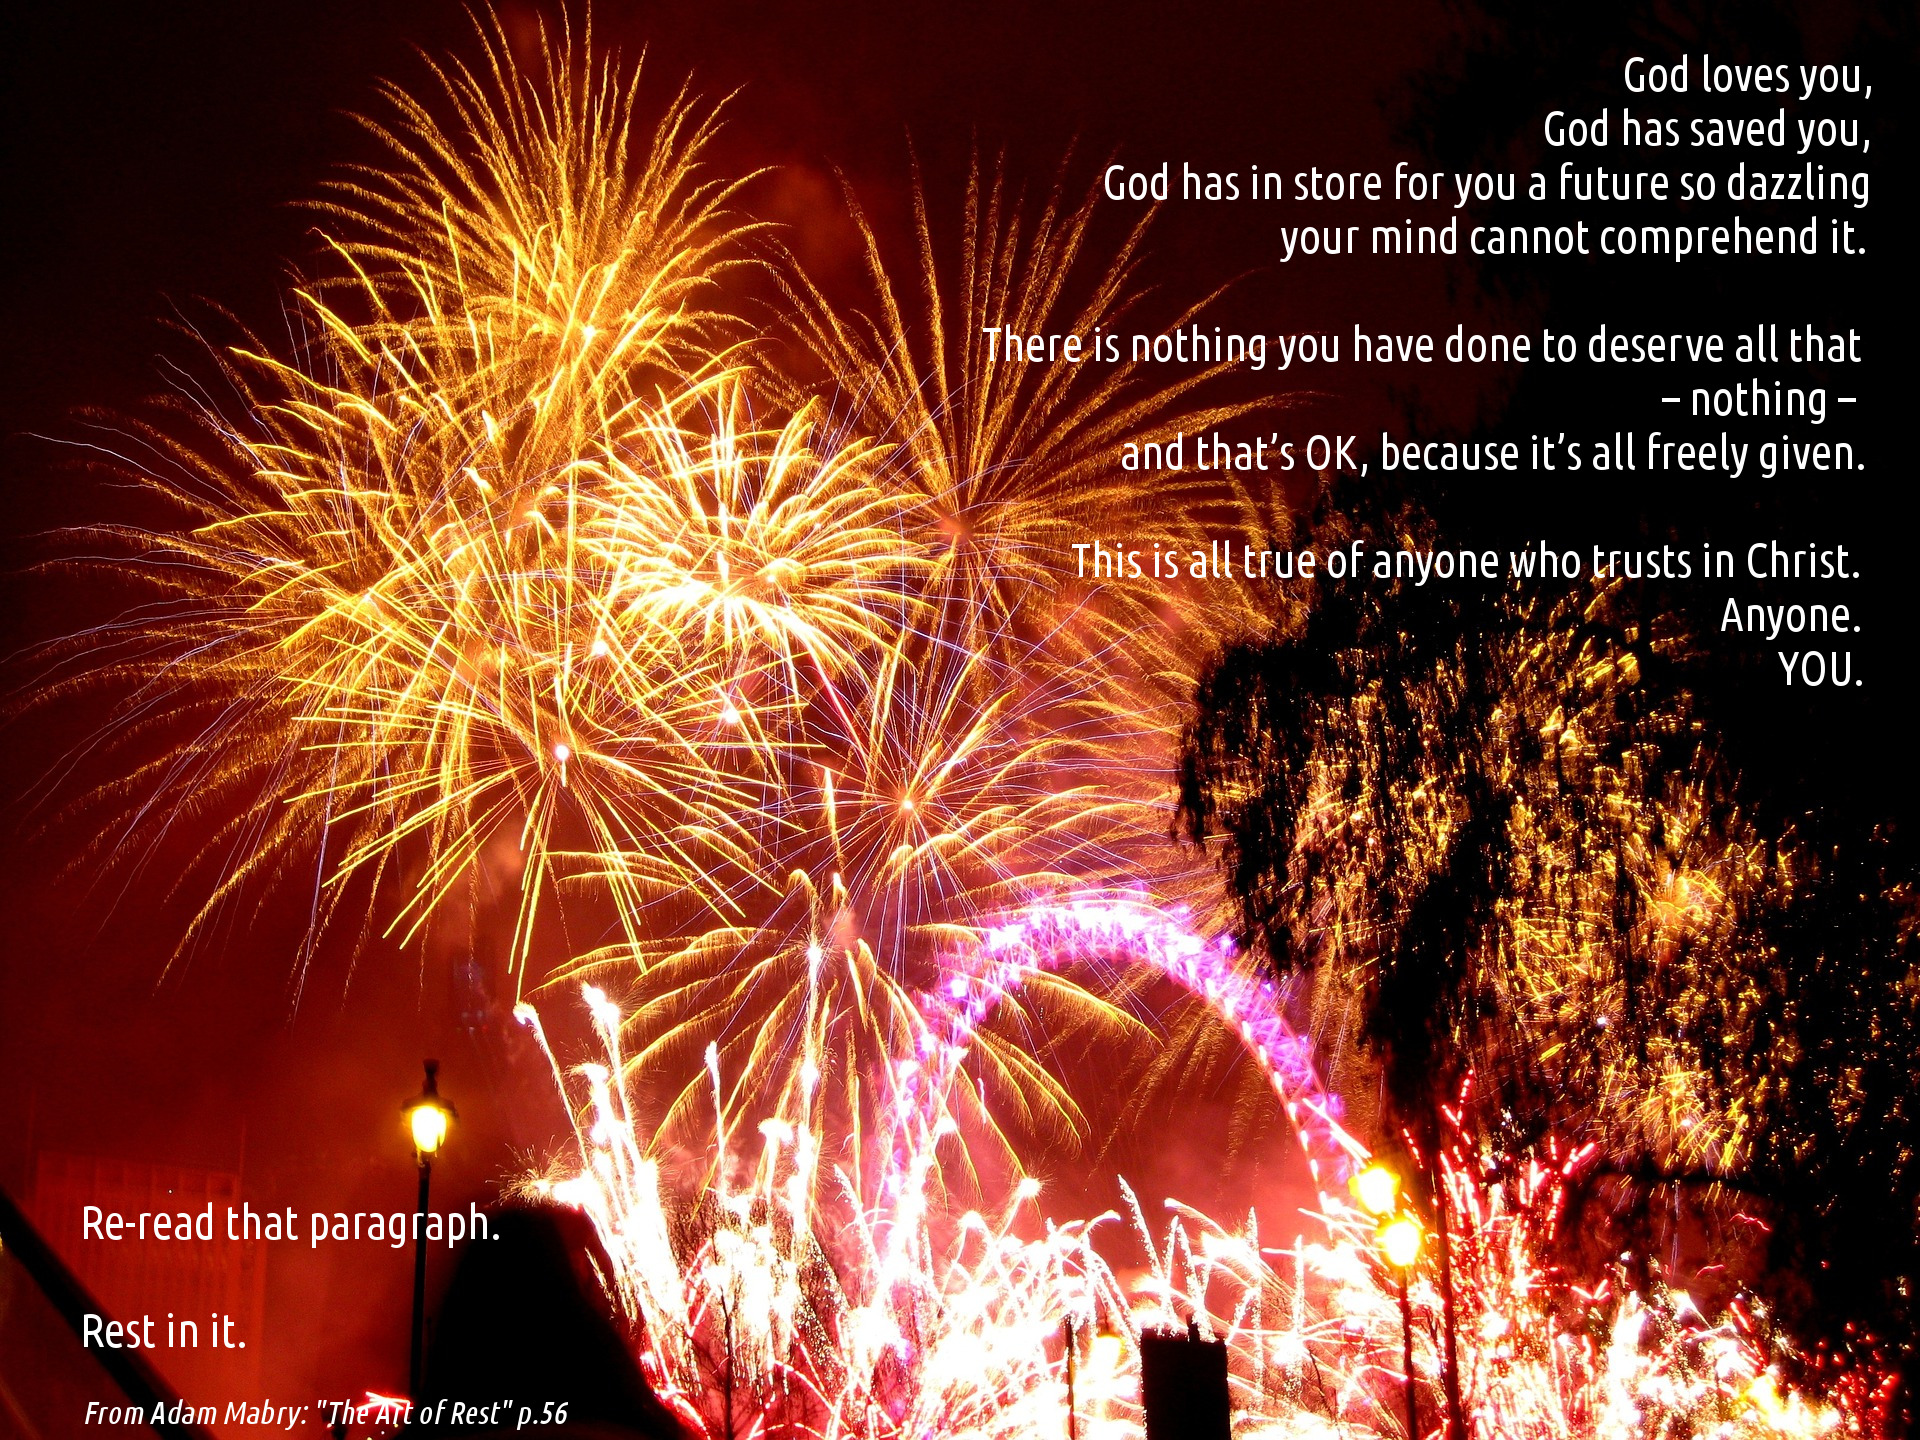 God loves you,
God has saved you,
God has in store for you a future so dazzling
your mind cannot comprehend it.
There is nothing you have done to deserve all that
– nothing –
and that’s OK, because it’s all freely given.
This is all true of anyone who trusts in Christ.
Anyone.
YOU.
Re-read that paragraph.
Rest in it.
From Adam Mabry: "The Art of Rest" p.56